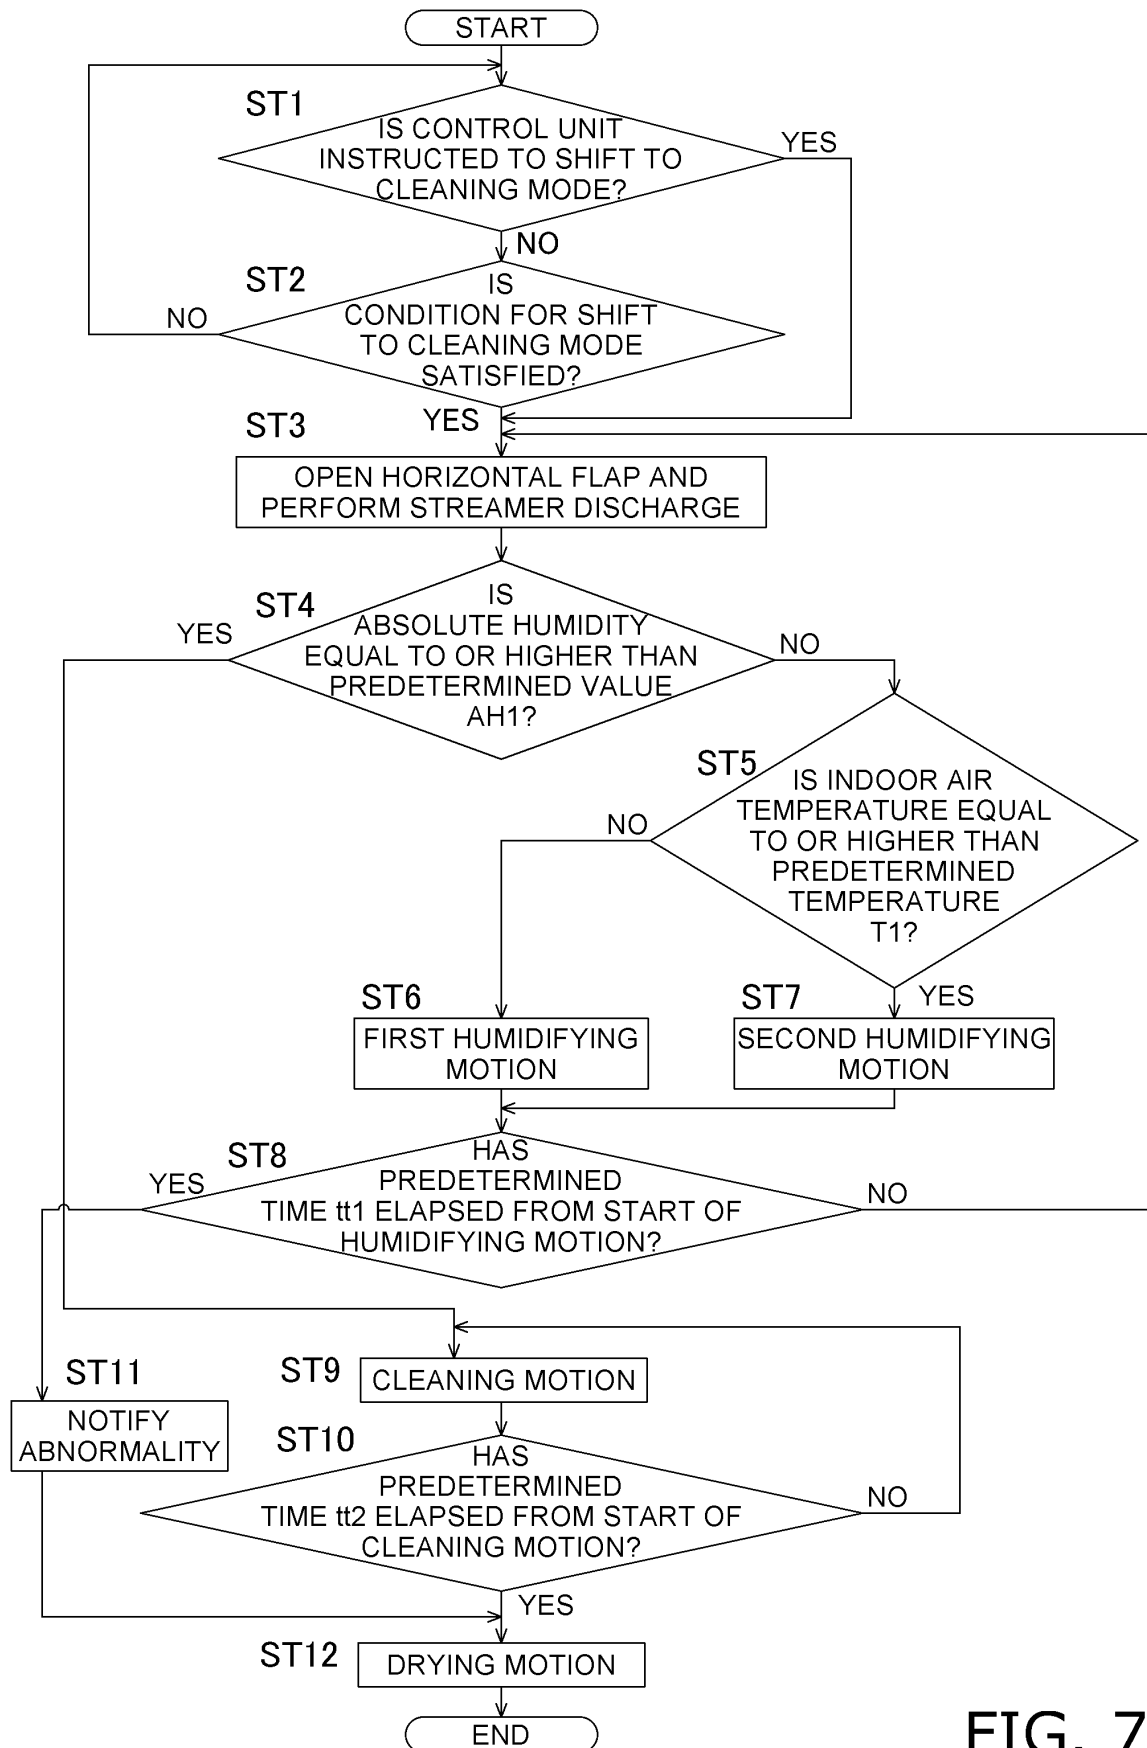 START
ST1
IS CONTROL UNIT
INSTRUCTED TO SHIFT TO
CLEANING MODE?
YES
NO
ST2
IS
CONDITION FOR SHIFT
TO CLEANING MODE
SATISFIED?
NO
YES
ST3
OPEN HORIZONTAL FLAP AND
PERFORM STREAMER DISCHARGE
ST4
IS
ABSOLUTE HUMIDITY
EQUAL TO OR HIGHER THAN
PREDETERMINED VALUE
AH1?
YES
NO
ST5
IS INDOOR AIR
TEMPERATURE EQUAL
TO OR HIGHER THAN
PREDETERMINED
TEMPERATURE
T1?
NO
YES
ST6
FIRST HUMIDIFYING
MOTION
ST7
SECOND HUMIDIFYING
MOTION
ST8
HAS
PREDETERMINED
TIME tt1 ELAPSED FROM START OF
HUMIDIFYING MOTION?
YES
NO
ST9
CLEANING MOTION
ST11
NOTIFY
ABNORMALITY
ST10
HAS
PREDETERMINED
TIME tt2 ELAPSED FROM START OF
CLEANING MOTION?
NO
YES
ST12
DRYING MOTION
END
FIG. 7